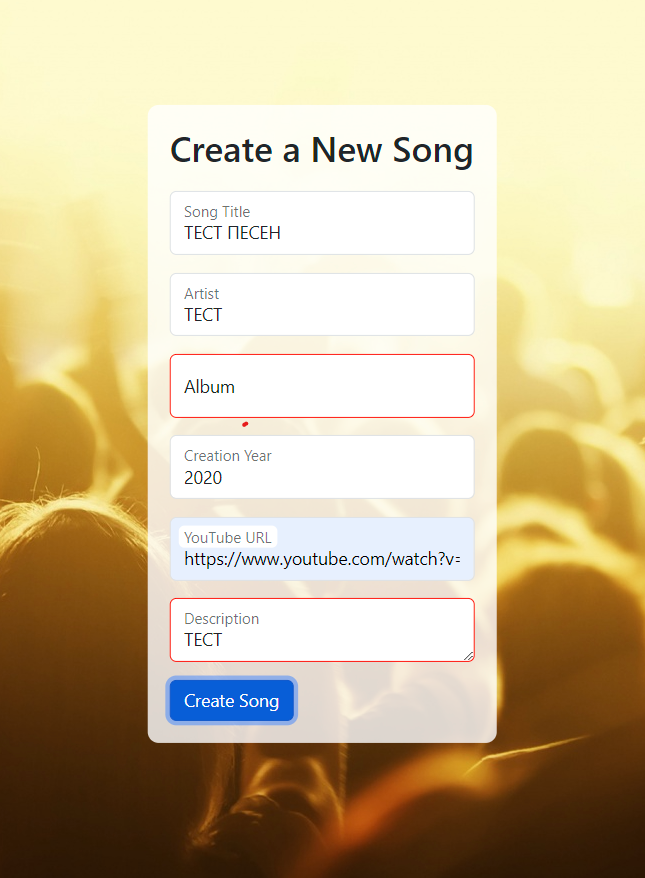 Create a New Song
Song Title
ТЕСТ ПЕСЕН
Artist
ТЕСТ
Album
Creation Year
2020
YouTube URL
https://www.youtube.com/watch?v=
Description
ТЕСТ
Create Song